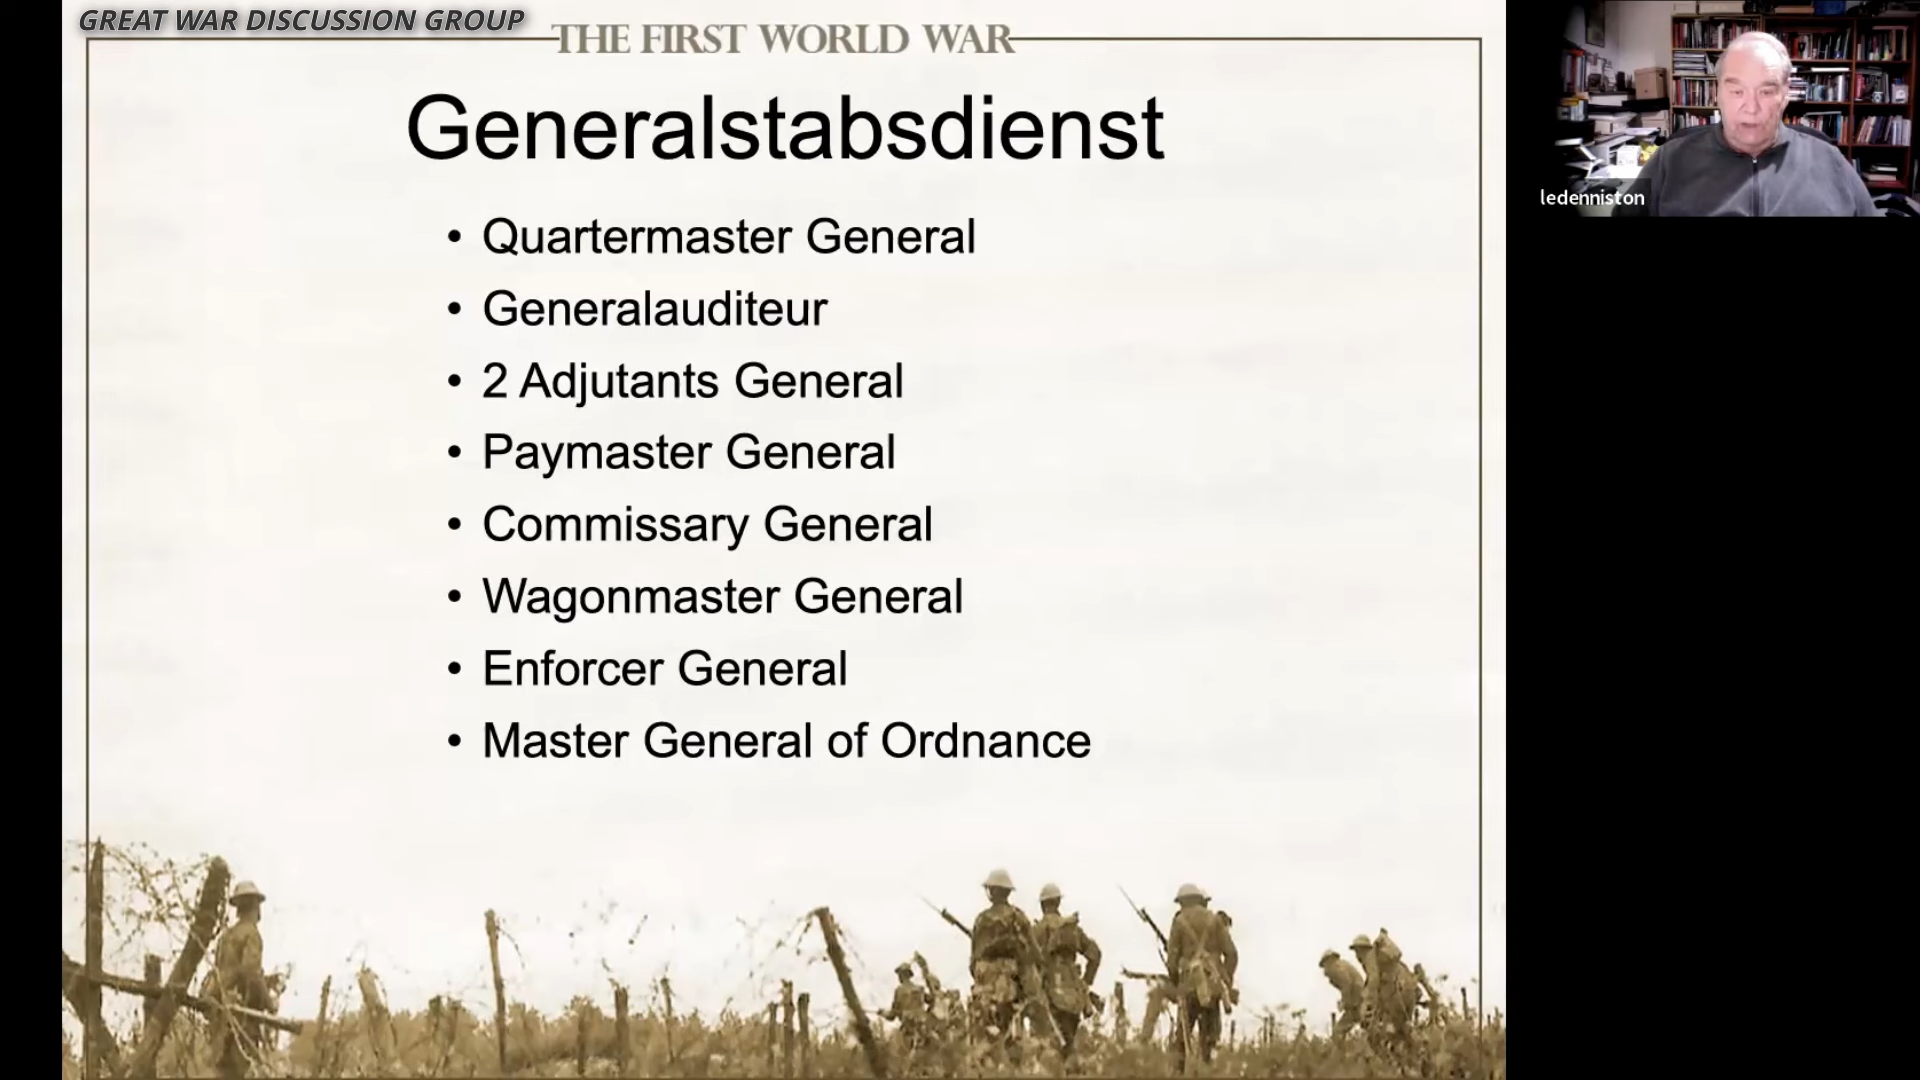 GREAT WAR DISCUSSION GROUP
THE FIRST WORLD WAR
Generalstabsdienst
• Quartermaster General
• Generalauditeur
• 2 Adjutants General
• Paymaster General
• Commissary General
• Wagonmaster General
• Enforcer General
• Master General of Ordnance
ledenniston